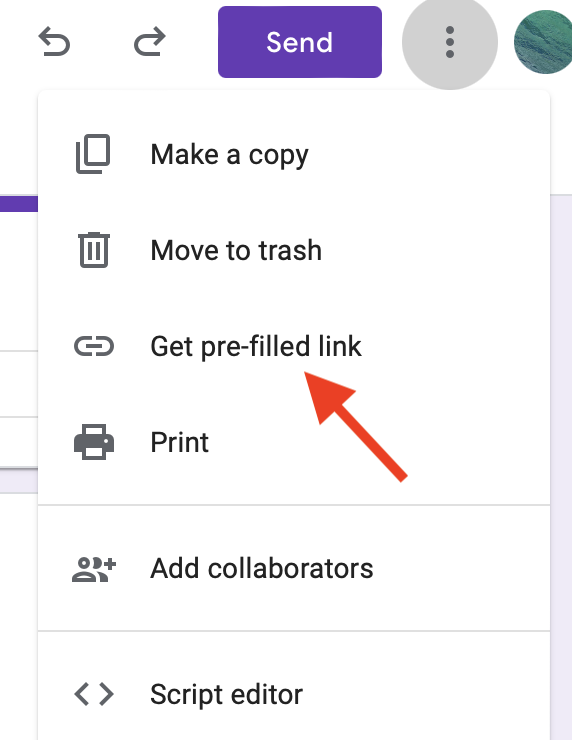 Send
Make a copy
Move to trash
Get pre-filled link
Print
Add collaborators
Script editor